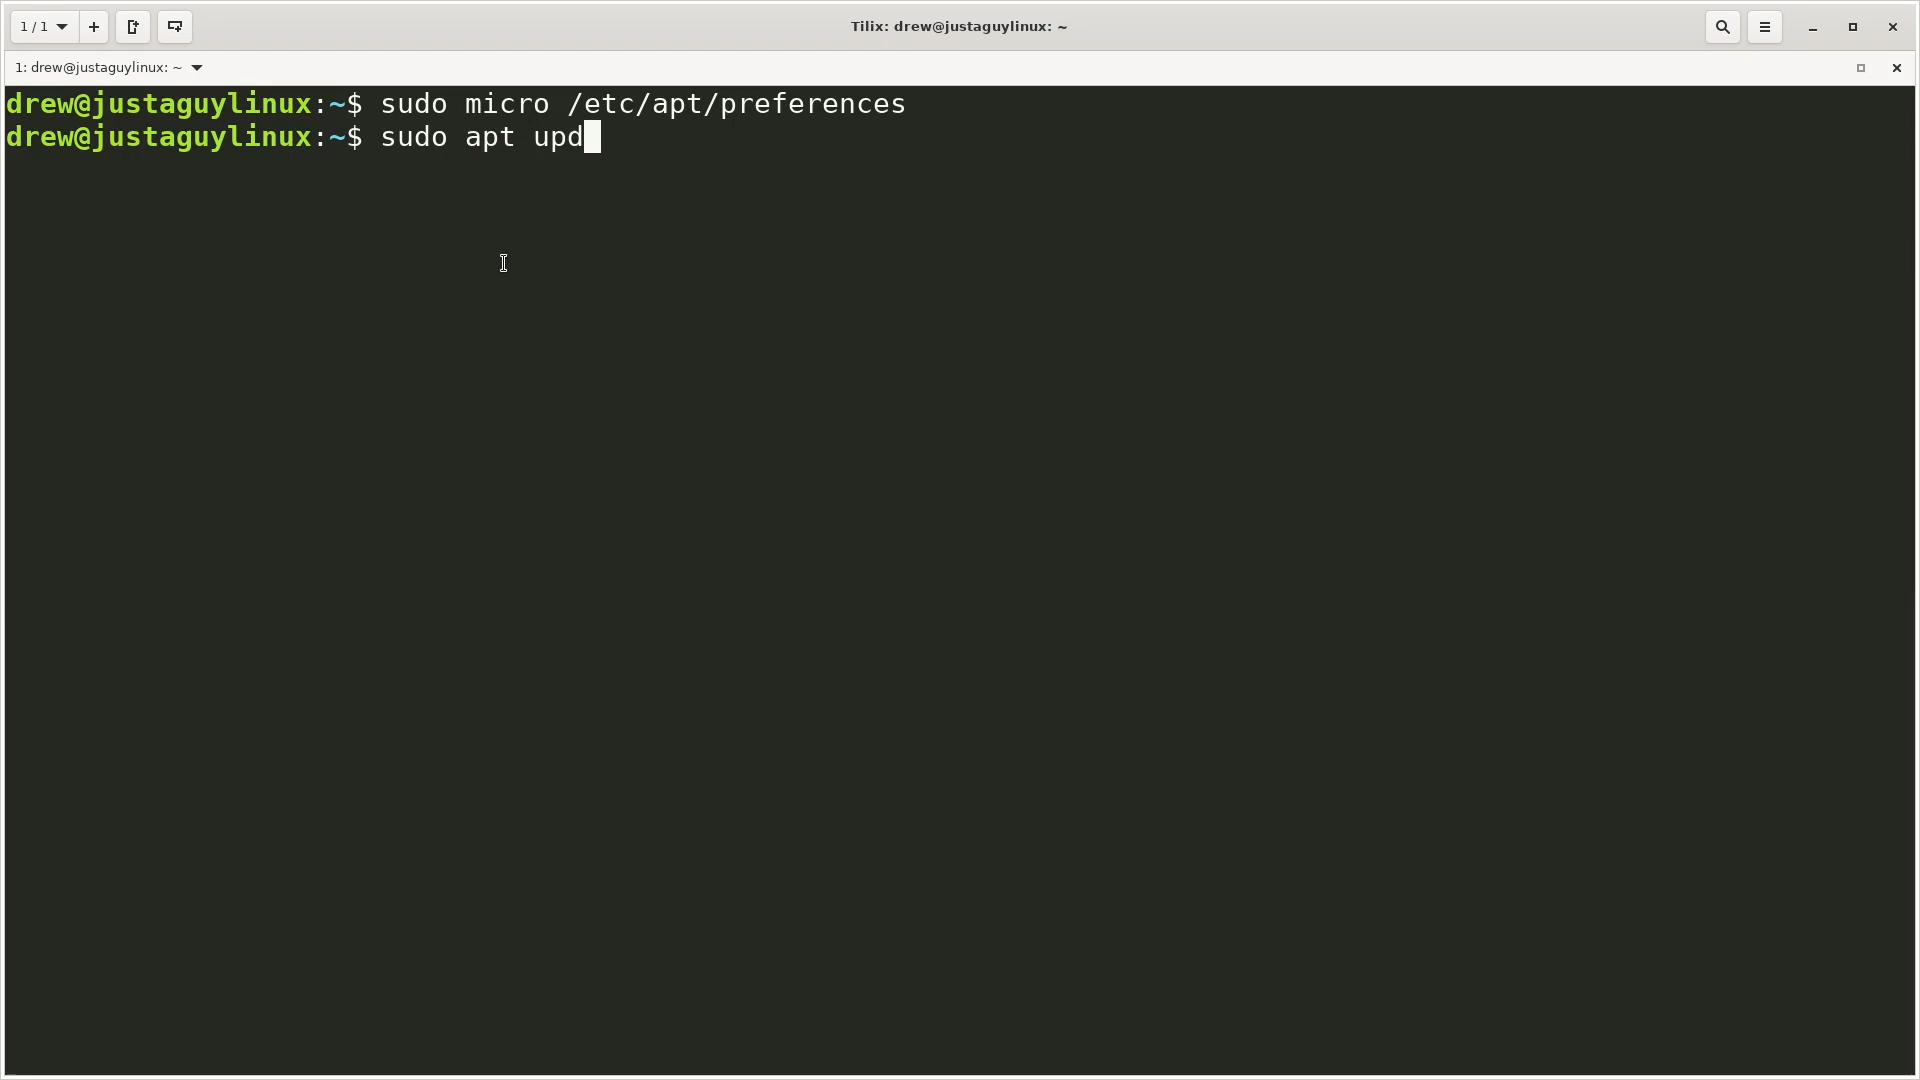 1 / 1
Tilix: drew@justaguylinux: ~
1: drew@justaguylinux: ~
drew@justaguylinux:~$ sudo micro /etc/apt/preferences
drew@justaguylinux:~$ sudo apt upd